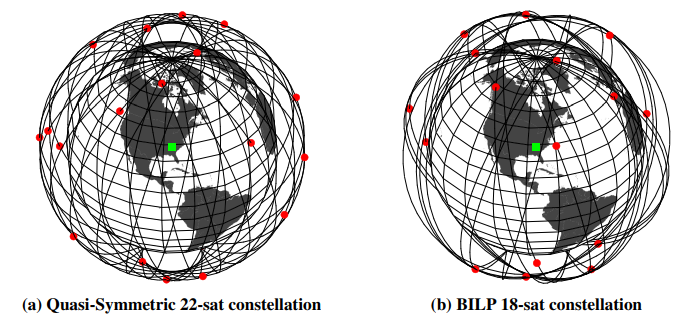 (a) Quasi-Symmetric 22-sat constellation
(b) BILP 18-sat constellation